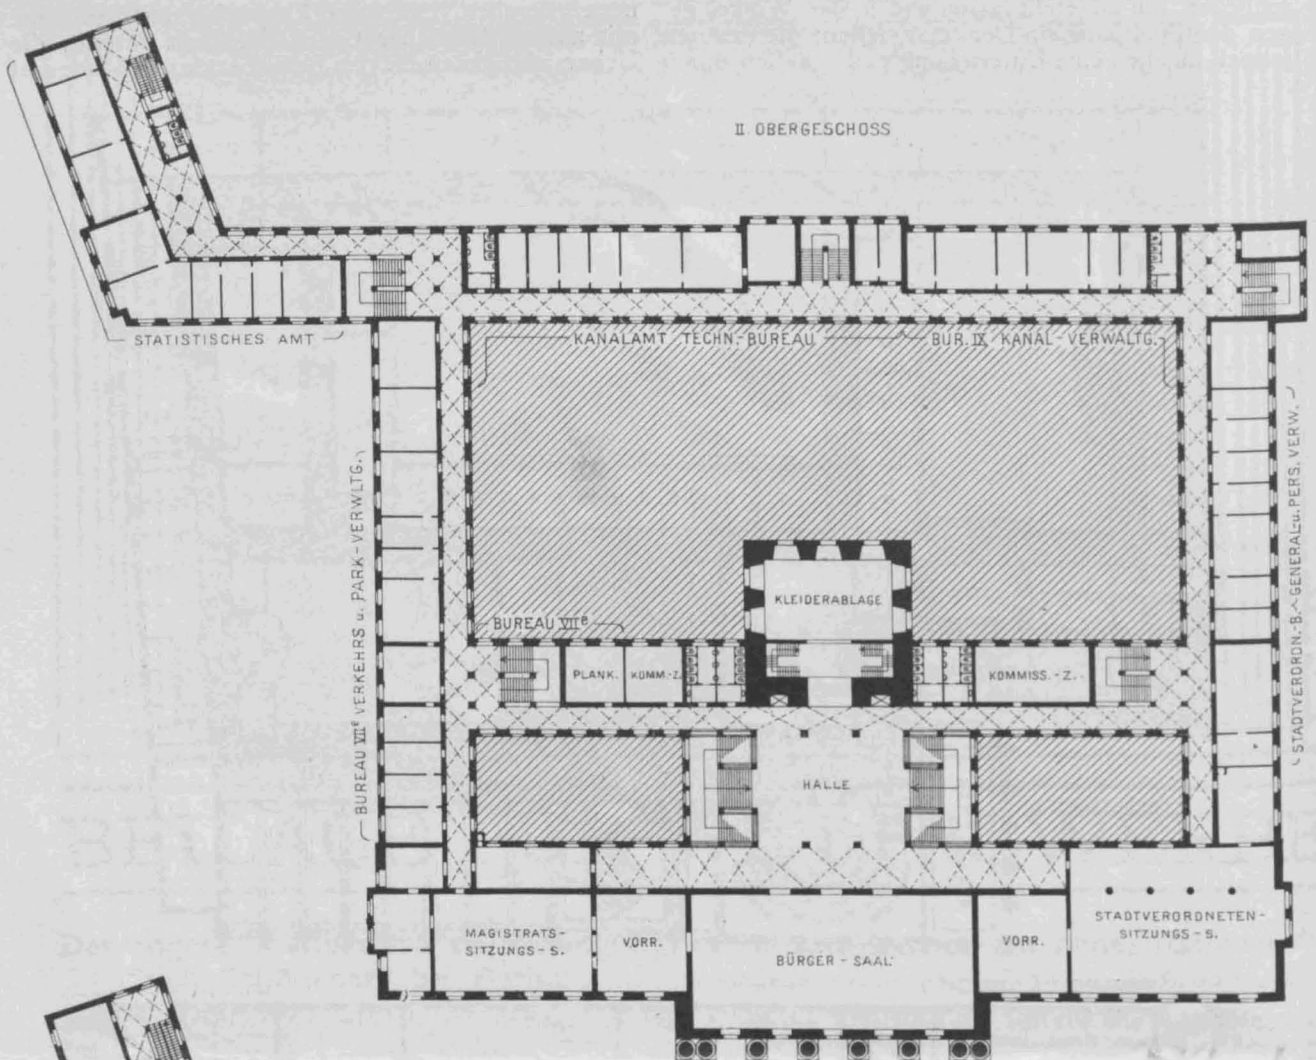 II. OBERGESCHOSS
STATISTISCHES AMT
KANALAMT TECHN.-BUREAU
BUR. IX KANAL-VERWALTG.
BUREAU VIIᶠ VERKEHRS u. PARK-VERWLTG.
STADTVERORDN.-B. GENERAL-u. PERS. VERW.
KLEIDERABLAGE
BUREAU VIIᵉ
PLANK.
KOMM.-Z.
KOMMISS.-Z.
HALLE
MAGISTRATS-
SITZUNGS-S.
VORR.
BÜRGER-SAAL
VORR.
STADTVERORDNETEN-
SITZUNGS-S.